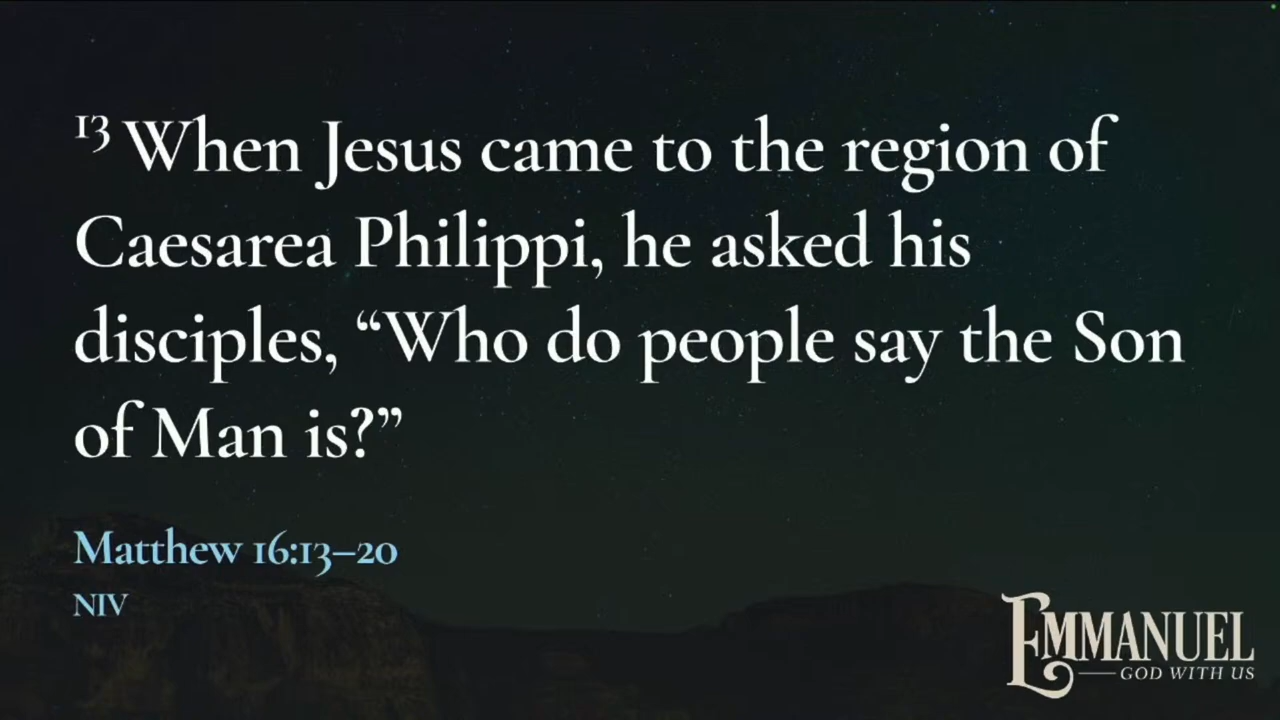 13 When Jesus came to the region of
Caesarea Philippi, he asked his
disciples, “Who do people say the Son
of Man is?”
Matthew 16:13–20
NIV
EMMANUEL
GOD WITH US